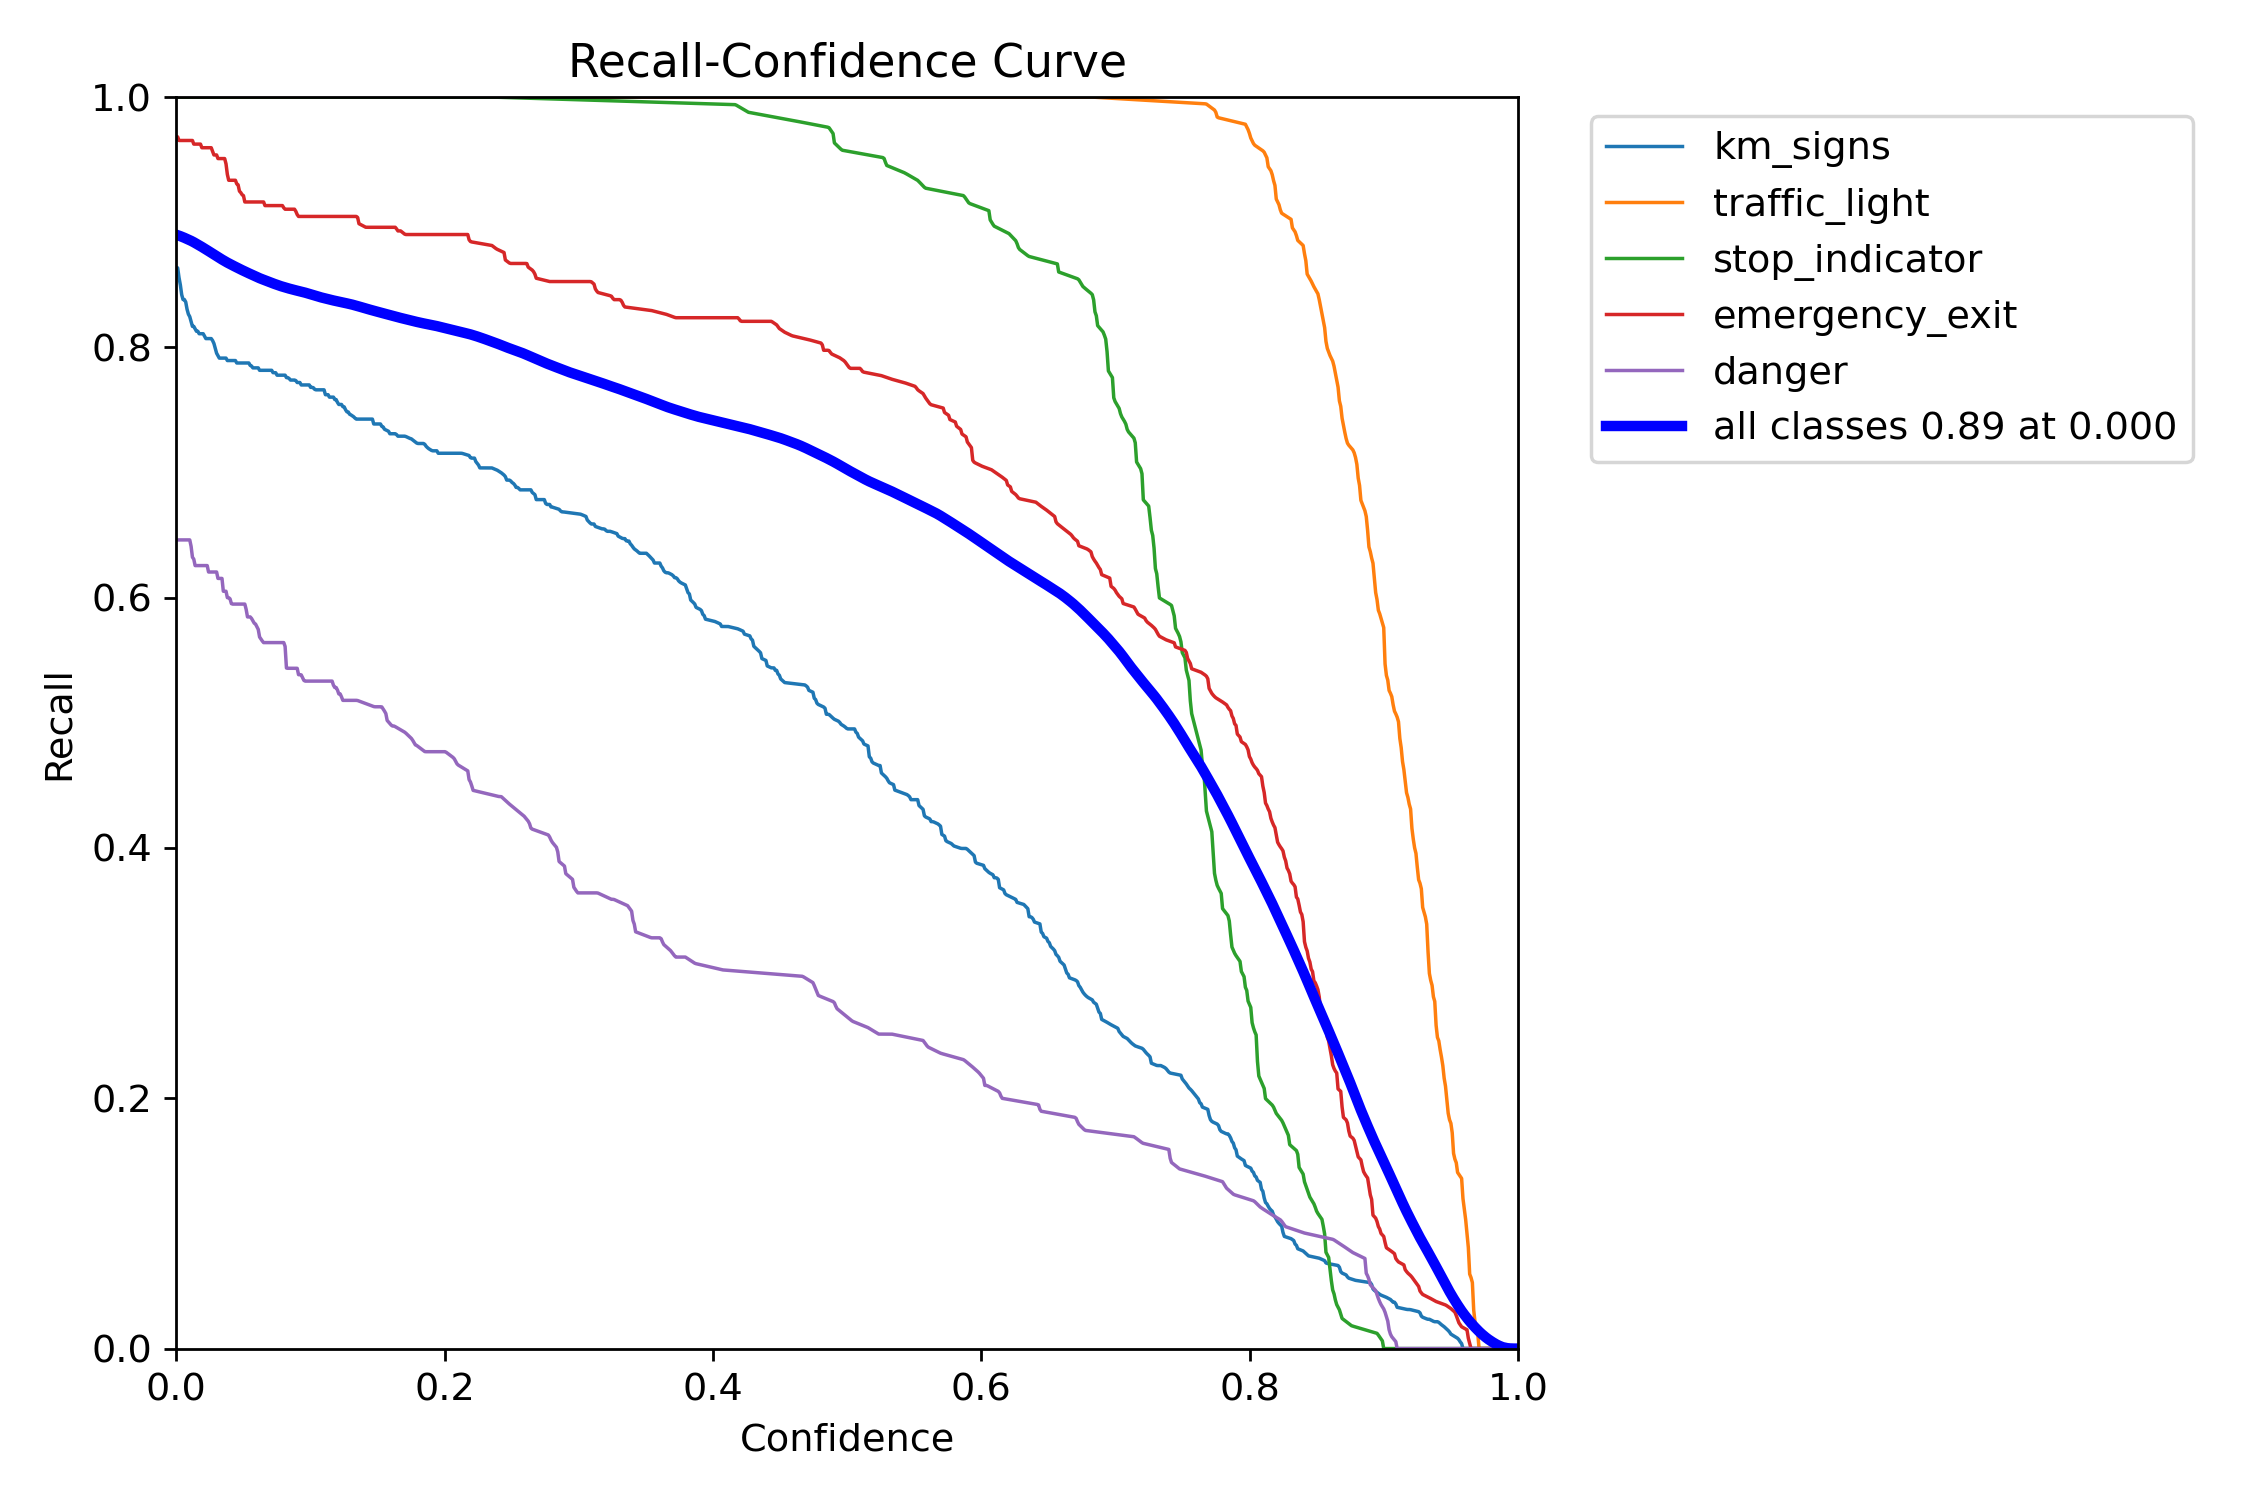 Recall-Confidence Curve
1.0
0.8
0.6
0.4
0.2
0.0
Recall
0.0 0.2 0.4 0.6 0.8 1.0
Confidence
km_signs
traffic_light
stop_indicator
emergency_exit
danger
all classes 0.89 at 0.000